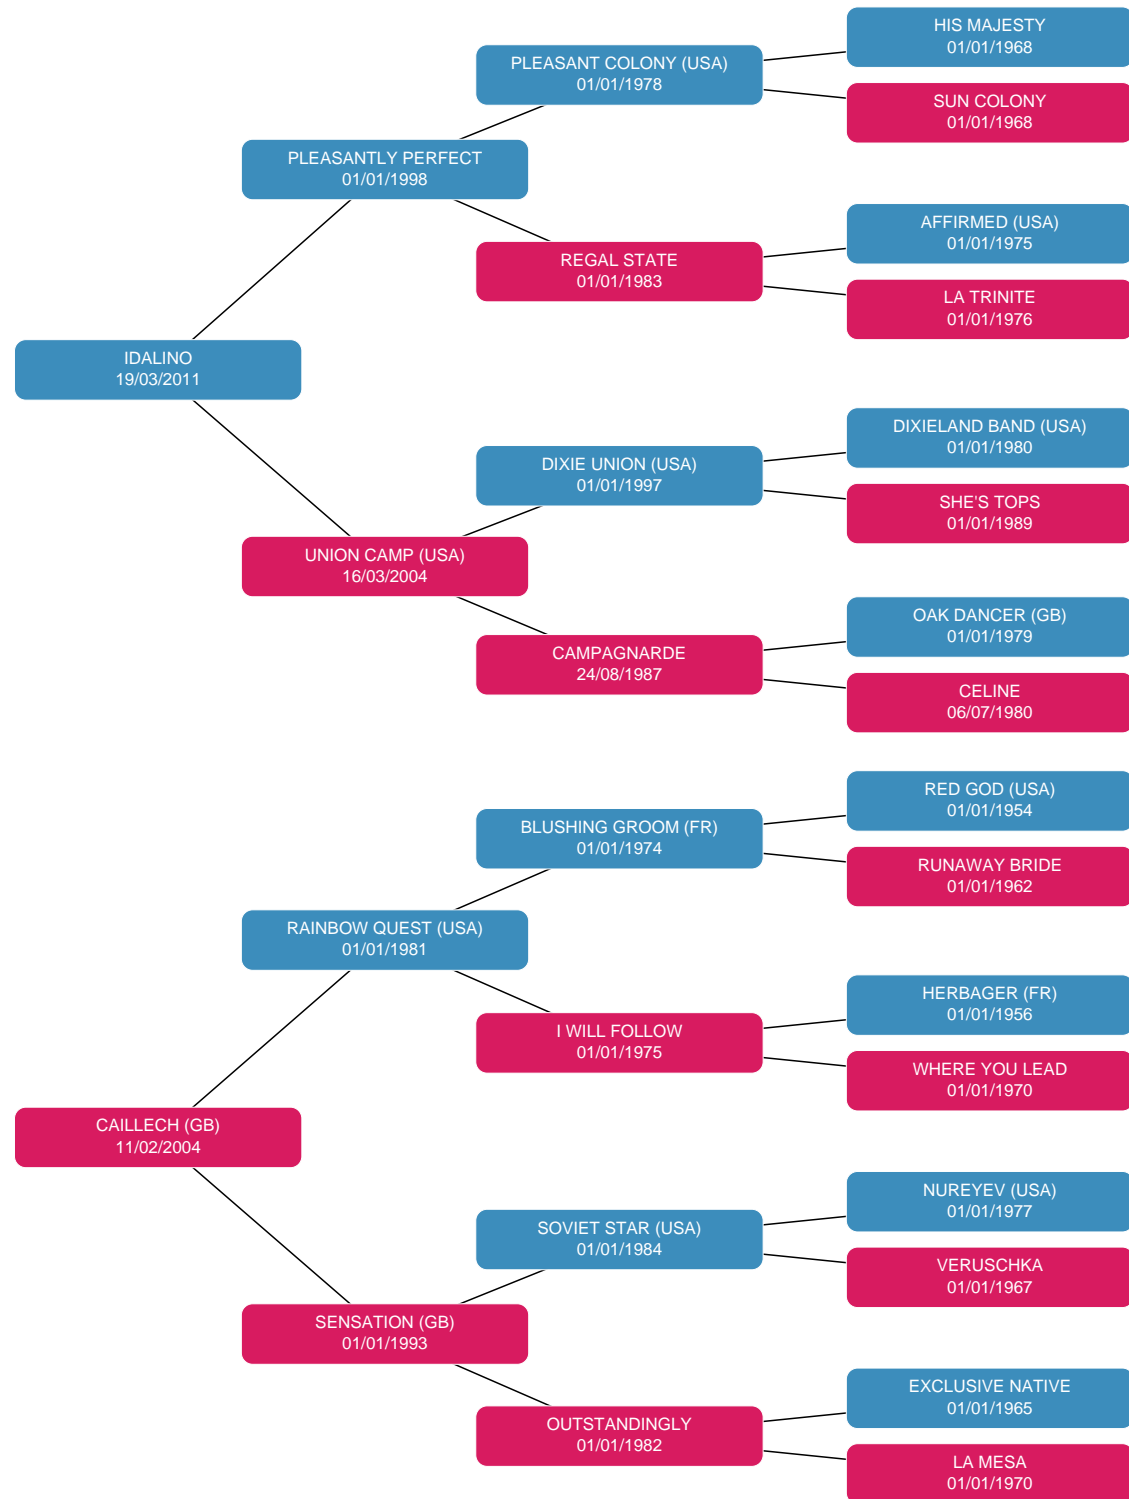 HIS MAJESTY
01/01/1968
PLEASANT COLONY (USA)
01/01/1978
SUN COLONY
01/01/1968
PLEASANTLY PERFECT
01/01/1998
AFFIRMED (USA)
01/01/1975
REGAL STATE
01/01/1983
LA TRINITE
01/01/1976
IDALINO
19/03/2011
DIXIELAND BAND (USA)
01/01/1980
DIXIE UNION (USA)
01/01/1997
SHE'S TOPS
01/01/1989
UNION CAMP (USA)
16/03/2004
OAK DANCER (GB)
01/01/1979
CAMPAGNARDE
24/08/1987
CELINE
06/07/1980
RED GOD (USA)
01/01/1954
BLUSHING GROOM (FR)
01/01/1974
RUNAWAY BRIDE
01/01/1962
RAINBOW QUEST (USA)
01/01/1981
HERBAGER (FR)
01/01/1956
I WILL FOLLOW
01/01/1975
WHERE YOU LEAD
01/01/1970
CAILLECH (GB)
11/02/2004
NUREYEV (USA)
01/01/1977
SOVIET STAR (USA)
01/01/1984
VERUSCHKA
01/01/1967
SENSATION (GB)
01/01/1993
EXCLUSIVE NATIVE
01/01/1965
OUTSTANDINGLY
01/01/1982
LA MESA
01/01/1970